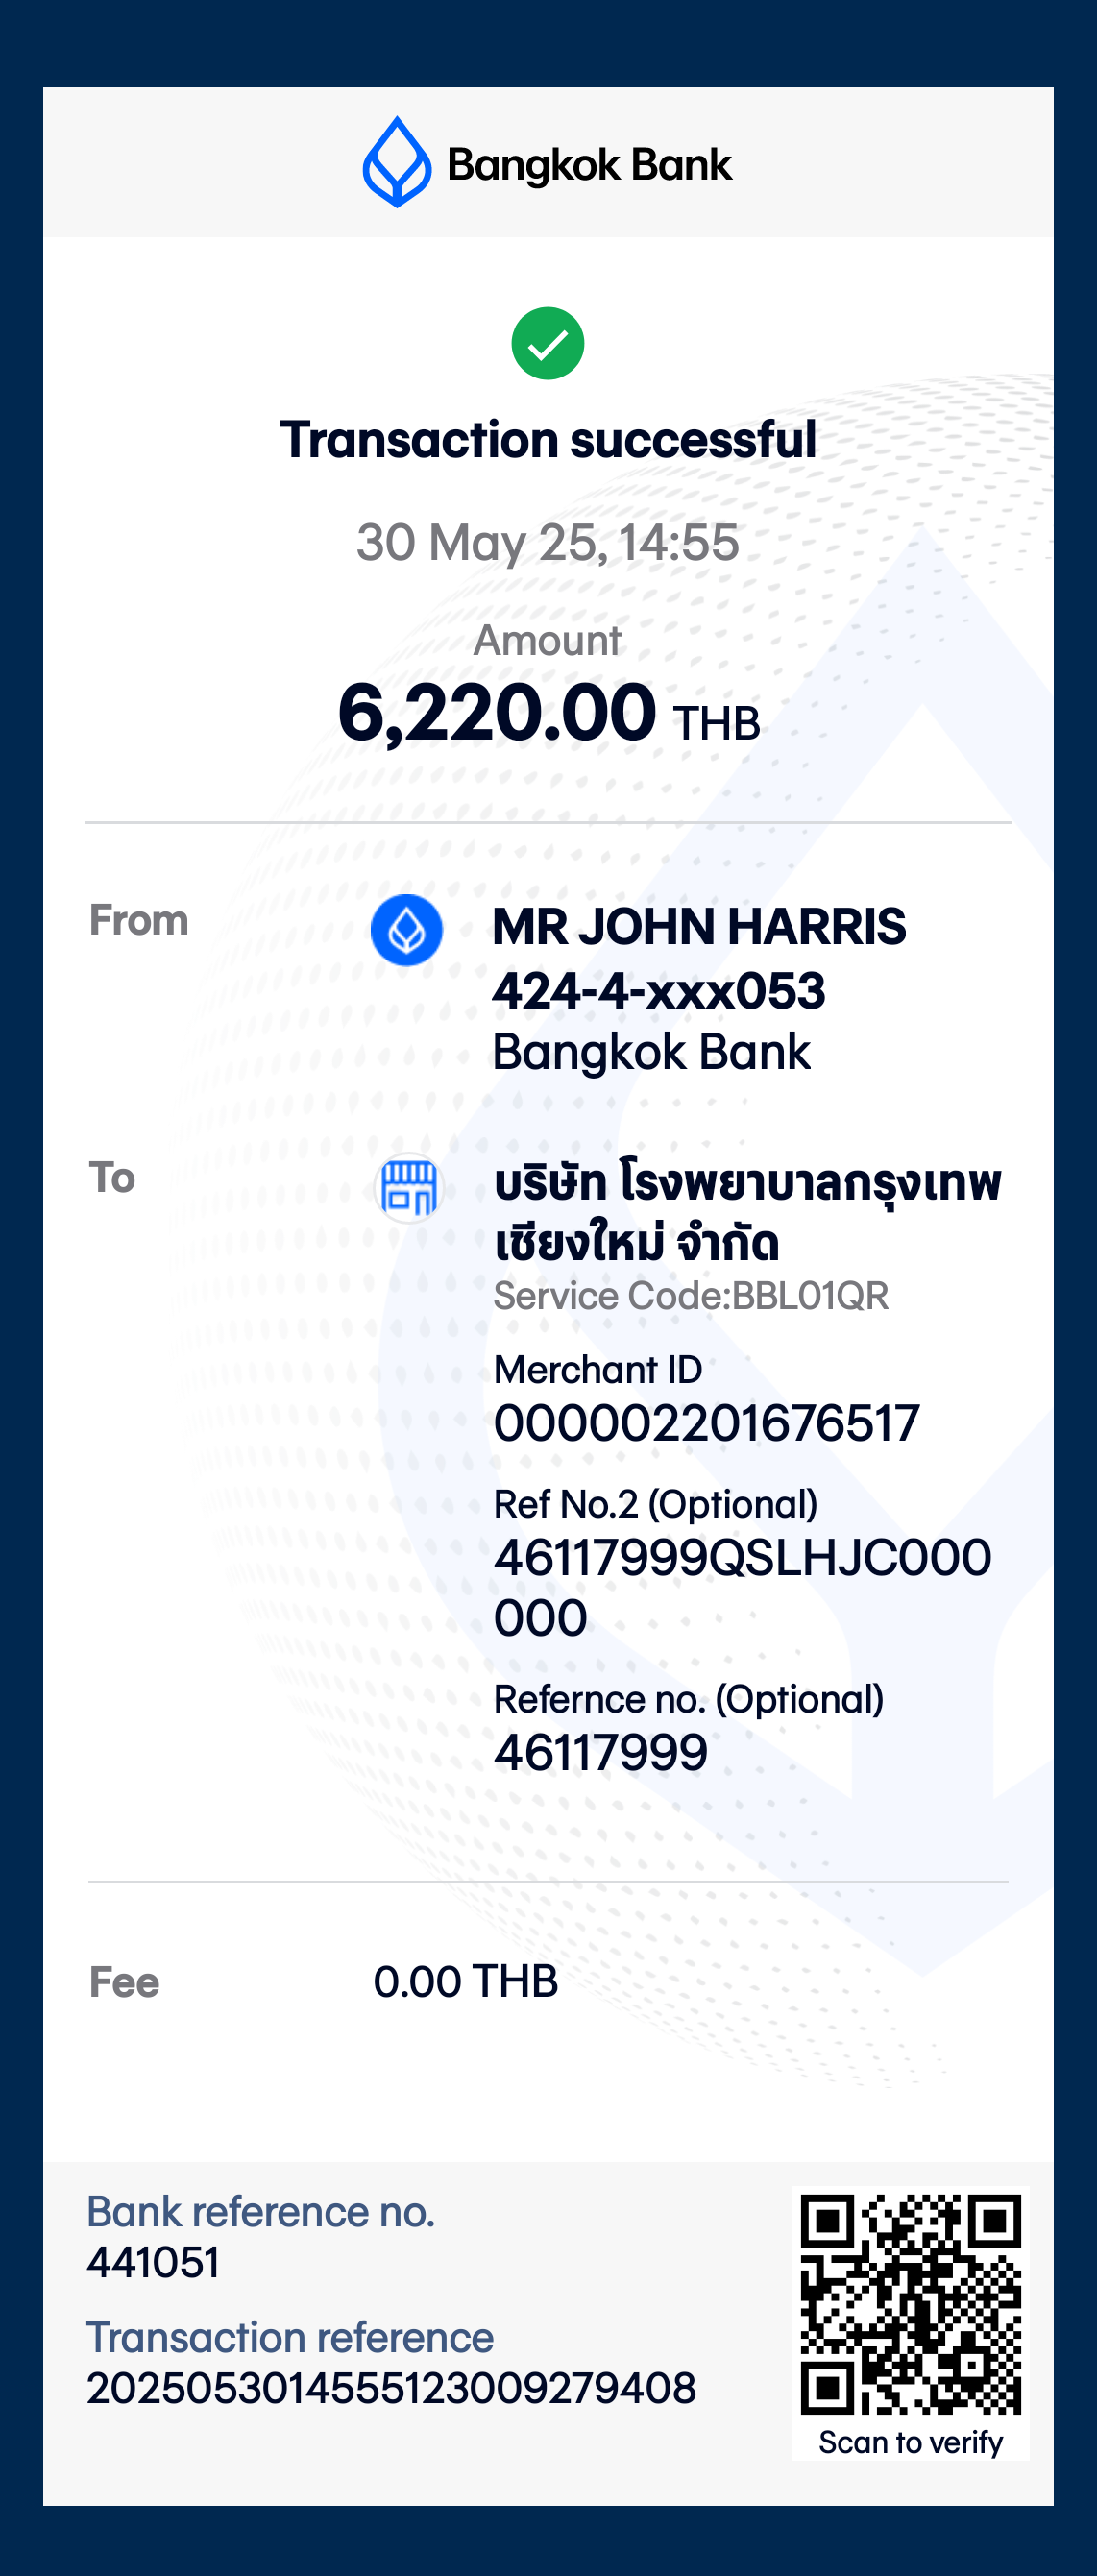 Bangkok Bank
Transaction successful
30 May 25, 14:55
Amount
6,220.00 THB
From
MR JOHN HARRIS
424-4-xxx053
Bangkok Bank
To
บริษัท โรงพยาบาลกรุงเทพ
เชียงใหม่ จำกัด
Service Code:BBL01QR
Merchant ID
000002201676517
Ref No.2 (Optional)
46117999QSLHJC000
000
Refernce no. (Optional)
46117999
Fee
0.00 THB
Bank reference no.
441051
Transaction reference
2025053014555123009279408
Scan to verify